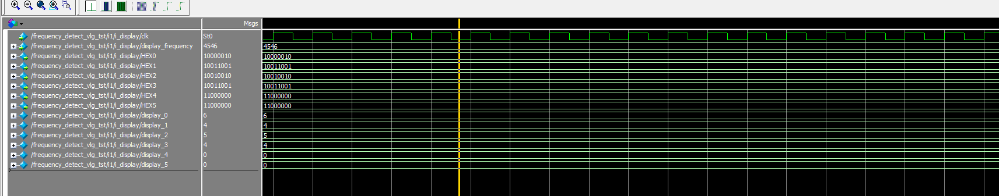 Msgs
/frequency_detect_vlg_tst/i1/i_display/clk St0
/frequency_detect_vlg_tst/i1/i_display/display_frequency 4546 4546
/frequency_detect_vlg_tst/i1/i_display/HEX0 10000010 10000010
/frequency_detect_vlg_tst/i1/i_display/HEX1 10011001 10011001
/frequency_detect_vlg_tst/i1/i_display/HEX2 10010010 10010010
/frequency_detect_vlg_tst/i1/i_display/HEX3 10011001 10011001
/frequency_detect_vlg_tst/i1/i_display/HEX4 11000000 11000000
/frequency_detect_vlg_tst/i1/i_display/HEX5 11000000 11000000
/frequency_detect_vlg_tst/i1/i_display/display_0 6 6
/frequency_detect_vlg_tst/i1/i_display/display_1 4 4
/frequency_detect_vlg_tst/i1/i_display/display_2 5 5
/frequency_detect_vlg_tst/i1/i_display/display_3 4 4
/frequency_detect_vlg_tst/i1/i_display/display_4 0 0
/frequency_detect_vlg_tst/i1/i_display/display_5 0 0